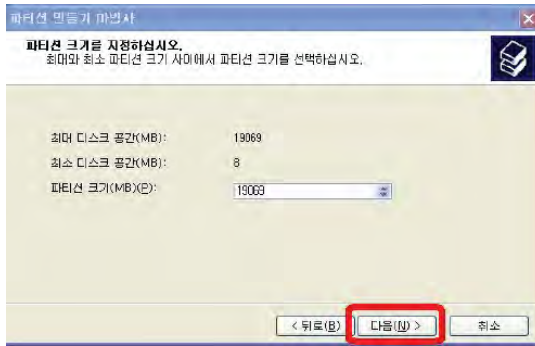 파티션 만들기 마법사
파티션 크기를 지정하십시오.
최대와 최소 파티션 크기 사이에서 파티션 크기를 선택하십시오.
최대 디스크 공간(MB): 19069
최소 디스크 공간(MB): 8
파티션 크기(MB)(P): 19069
< 뒤로(B) 다음(N) > 취소